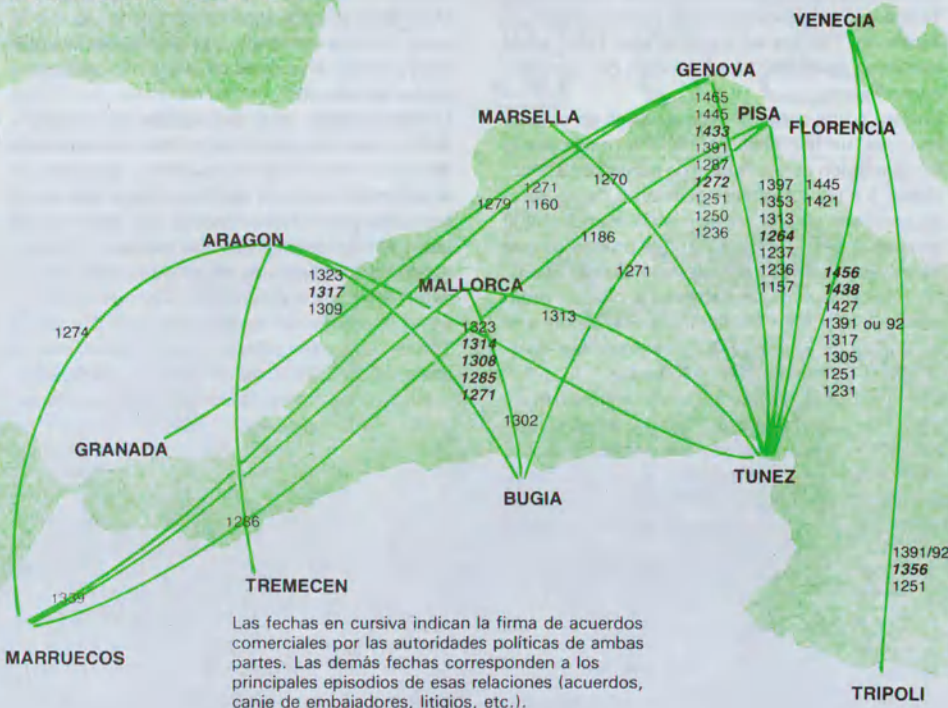 VENECIA
GENOVA
1465
1445
1433
1391
1287
1272
1251
1250
1236
MARSELLA
PISA
FLORENCIA
1270
1271
1160
1279
1397
1353
1313
1264
1237
1236
1157
1445
1421
1186
ARAGON
1323
1317
1309
MALLORCA
1271
1274
1313
1323
1314
1308
1285
1271
1456
1438
1427
1391 ou 92
1317
1305
1251
1231
1302
GRANADA
BUGIA
TUNEZ
1286
TREMECEN
1339
MARRUECOS
1391/92
1356
1251
TRIPOLI
Las fechas en cursiva indican la firma de acuerdos
comerciales por las autoridades políticas de ambas
partes. Las demás fechas corresponden a los
principales episodios de esas relaciones (acuerdos,
canje de embajadores, litigios, etc.).